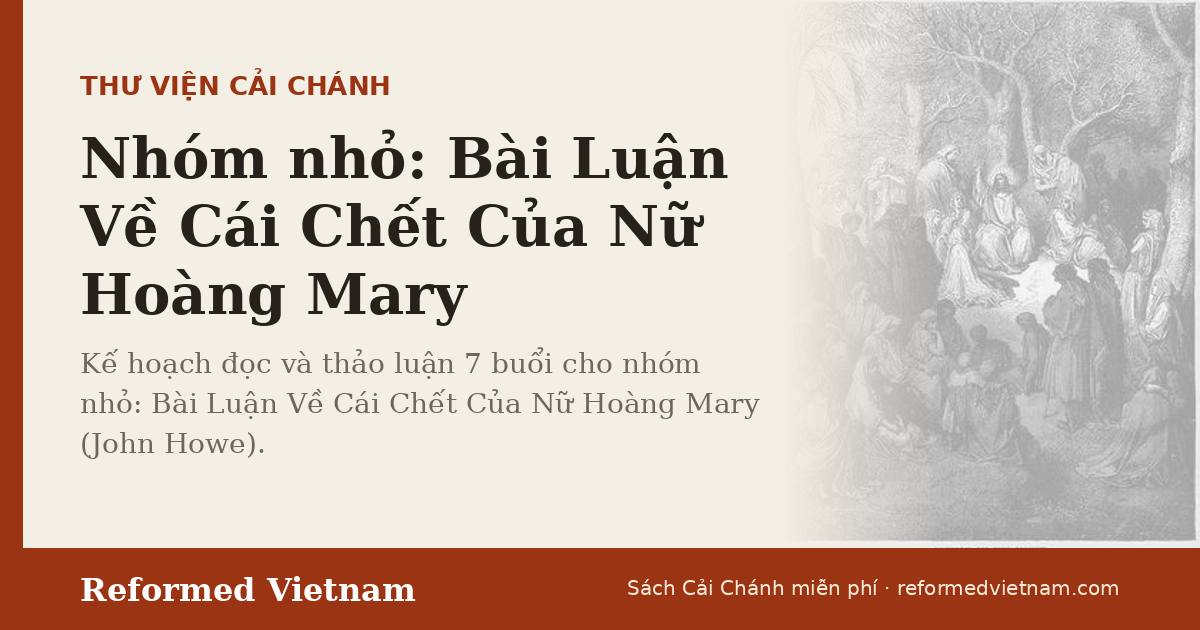 THƯ VIỆN CẢI CHÁNH
Nhóm nhỏ: Bài Luận
Về Cái Chết Của Nữ
Hoàng Mary
Kế hoạch đọc và thảo luận 7 buổi cho nhóm
nhỏ: Bài Luận Về Cái Chết Của Nữ Hoàng Mary
(John Howe).
Reformed Vietnam
Sách Cải Chánh miễn phí · reformedvietnam.com